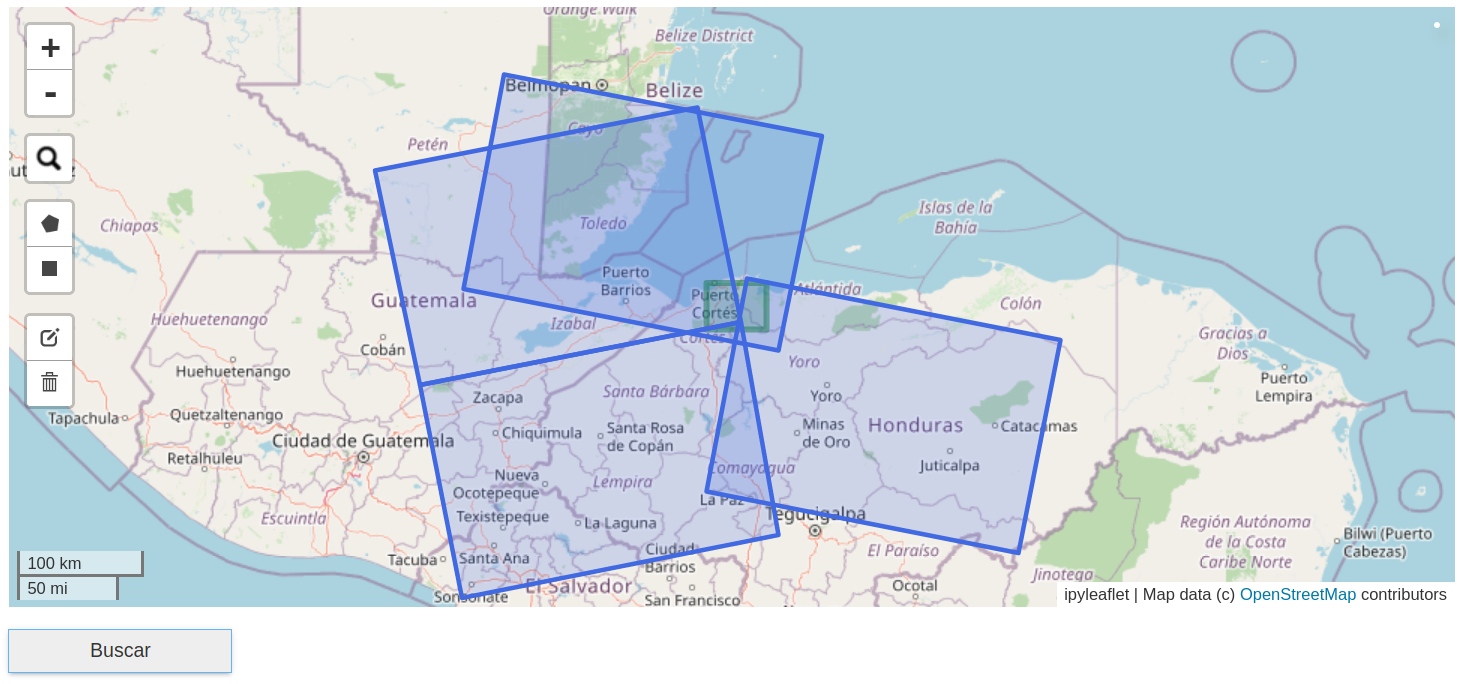 Orange Walk
Belize District
+
-
Belmopan
Belize
Cayo
Petén
Chiapas
Toledo
Islas de la
Bahía
Puerto
Barrios
Puerto
Cortés
Atlántida
Colón
Guatemala
Huehuetenango
Izabal
Cortés
Gracias a
Dios
Cobán
Yoro
Huehuetenango
Puerto
Lempira
Santa Bárbara
Zacapa
Yoro
Tapachula
Quetzaltenango
Chiquimula
Santa Rosa
de Copán
Minas
de Oro
Honduras
Catacamas
Ciudad de Guatemala
Retalhuleu
Comayagua
Juticalpa
Nueva
Ocotepeque
Lempira
La Paz
Tegucigalpa
Escuintla
Texistepeque
La Laguna
Región Autónoma
de la Costa
Caribe Norte
Bilwi (Puerto
Cabezas)
Tacuba
Santa Ana
Ciudad
Barrios
El Paraíso
100 km
50 mi
El Salvador
Jinotega
Ocotal
Sonsonate
San Francisco
ipyleaflet | Map data (c) OpenStreetMap contributors
Buscar